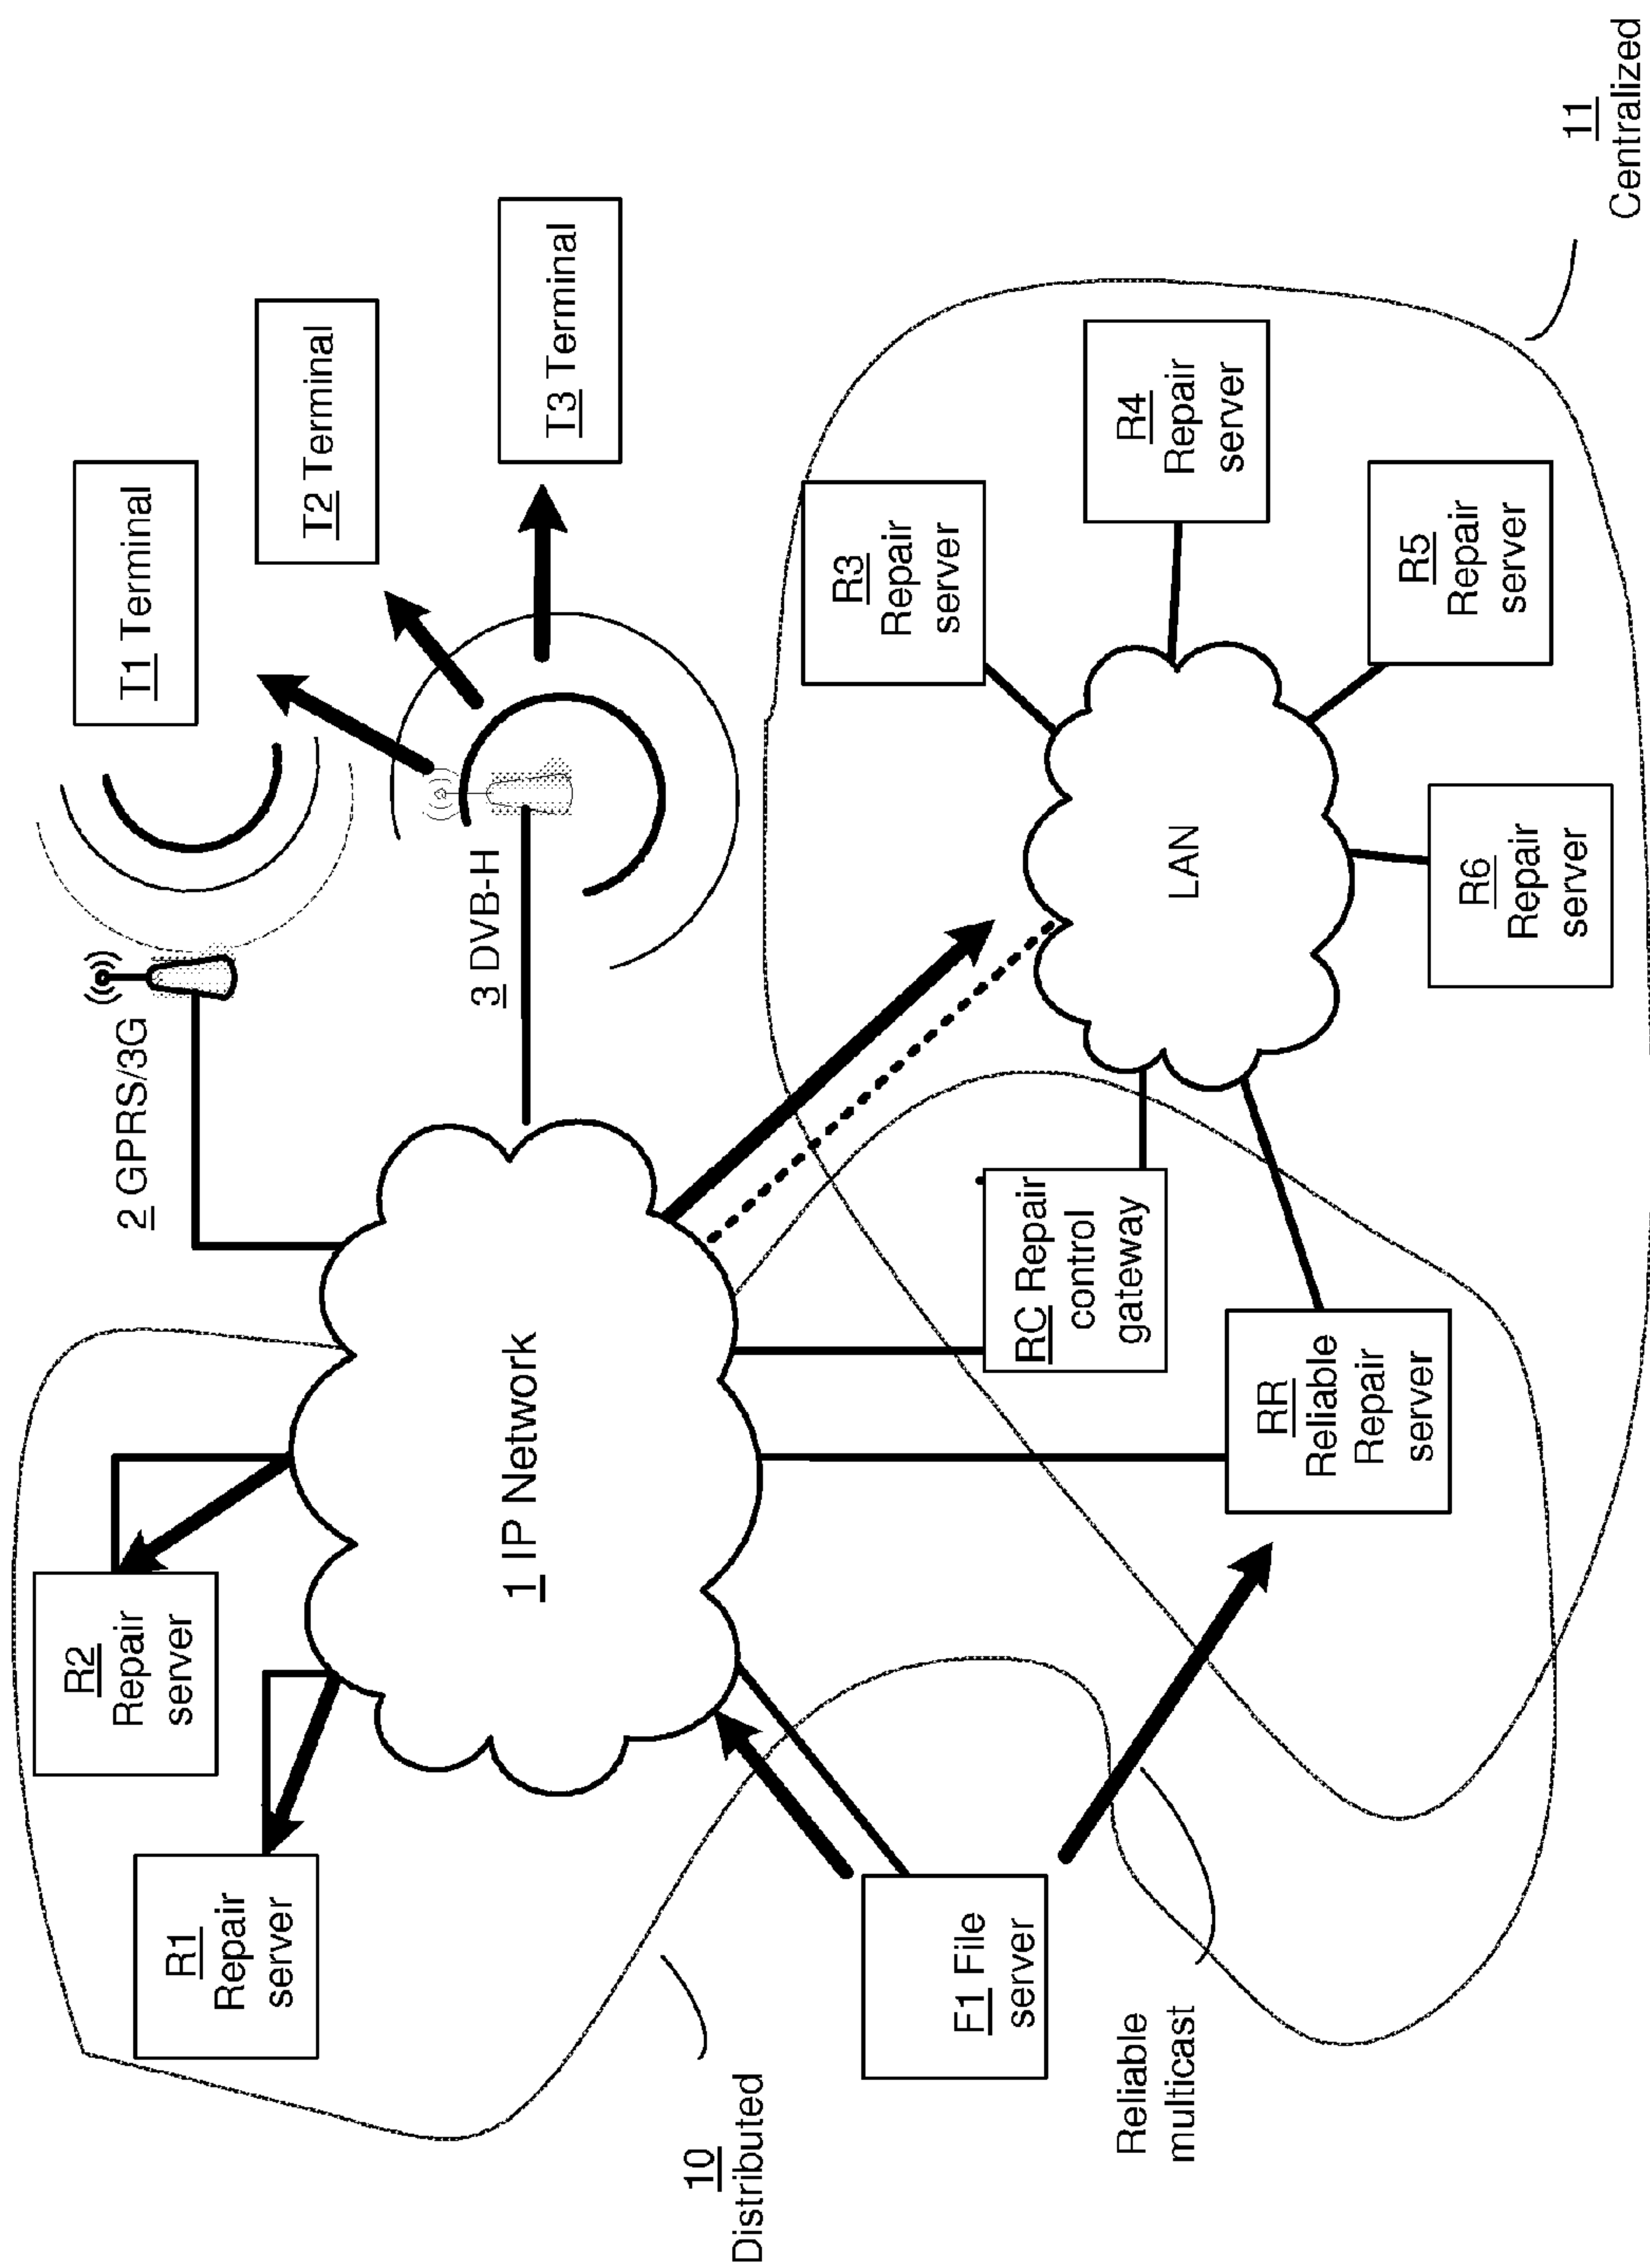 R1
Repair
server
R2
Repair
server
2 GPRS/3G
T1 Terminal
T2 Terminal
T3 Terminal
3 DVB-H
1 IP Network
10
Distributed
F1 File
server
Reliable
multicast
RC Repair
control
gateway
RR
Reliable
Repair
server
LAN
R3
Repair
server
R4
Repair
server
R5
Repair
server
R6
Repair
server
11
Centralized